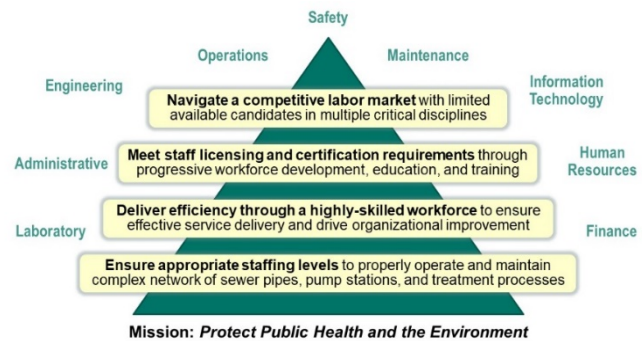 Safety
Operations
Maintenance
Engineering
Information
Technology
Navigate a competitive labor market with limited
available candidates in multiple critical disciplines
Administrative
Meet staff licensing and certification requirements through
progressive workforce development, education, and training
Human
Resources
Laboratory
Deliver efficiency through a highly-skilled workforce to ensure
effective service delivery and drive organizational improvement
Finance
Ensure appropriate staffing levels to properly operate and maintain
complex network of sewer pipes, pump stations, and treatment processes
Mission: Protect Public Health and the Environment